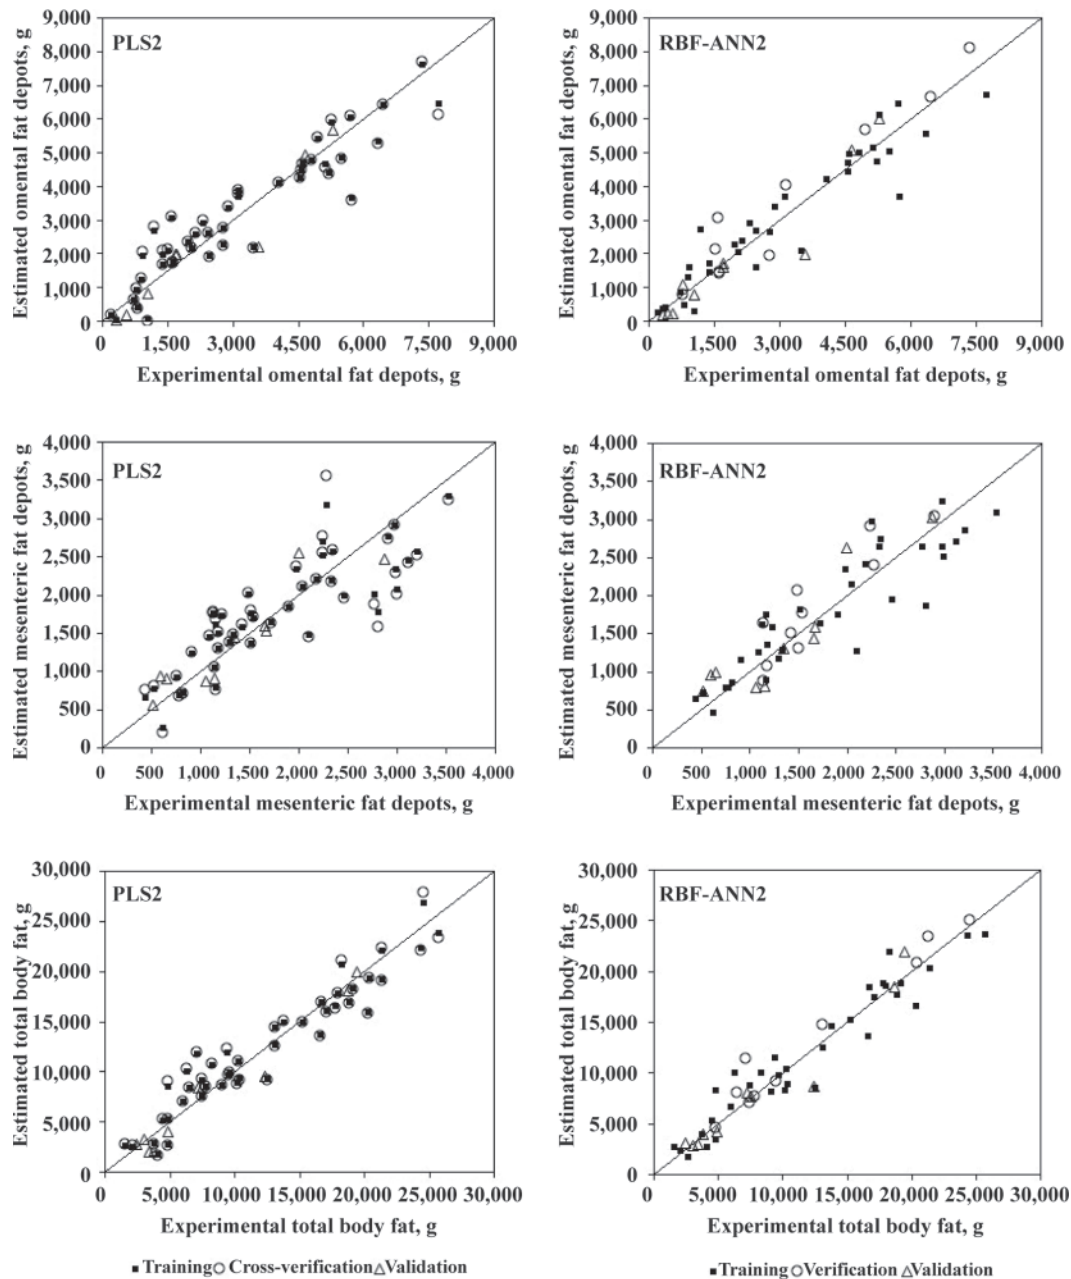 PLS2
Estimated omental fat depots, g
9,000
8,000
7,000
6,000
5,000
4,000
3,000
2,000
1,000
0
0 1,500 3,000 4,500 6,000 7,500 9,000
Experimental omental fat depots, g
RBF-ANN2
Estimated omental fat depots, g
9,000
8,000
7,000
6,000
5,000
4,000
3,000
2,000
1,000
0
0 1,500 3,000 4,500 6,000 7,500 9,000
Experimental omental fat depots, g
PLS2
Estimated mesenteric fat depots, g
4,000
3,500
3,000
2,500
2,000
1,500
1,000
500
0
0 500 1,000 1,500 2,000 2,500 3,000 3,500 4,000
Experimental mesenteric fat depots, g
RBF-ANN2
Estimated mesenteric fat depots, g
4,000
3,500
3,000
2,500
2,000
1,500
1,000
500
0
0 500 1,000 1,500 2,000 2,500 3,000 3,500 4,000
Experimental mesenteric fat depots, g
PLS2
Estimated total body fat, g
30,000
25,000
20,000
15,000
10,000
5,000
0
0 5,000 10,000 15,000 20,000 25,000 30,000
Experimental total body fat, g
Training Cross-verification Validation
RBF-ANN2
Estimated total body fat, g
30,000
25,000
20,000
15,000
10,000
5,000
0
0 5,000 10,000 15,000 20,000 25,000 30,000
Experimental total body fat, g
Training Verification Validation